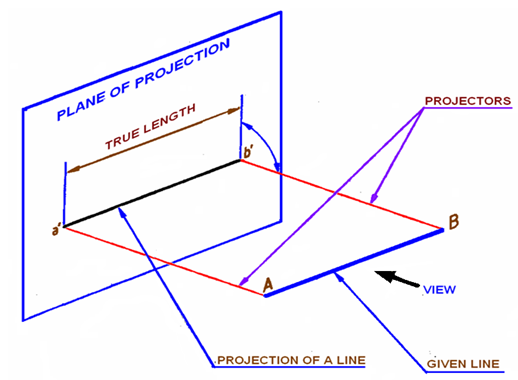 PLANE OF PROJECTION
TRUE LENGTH
PROJECTORS
b'
a'
B
A
VIEW
PROJECTION OF A LINE
GIVEN LINE